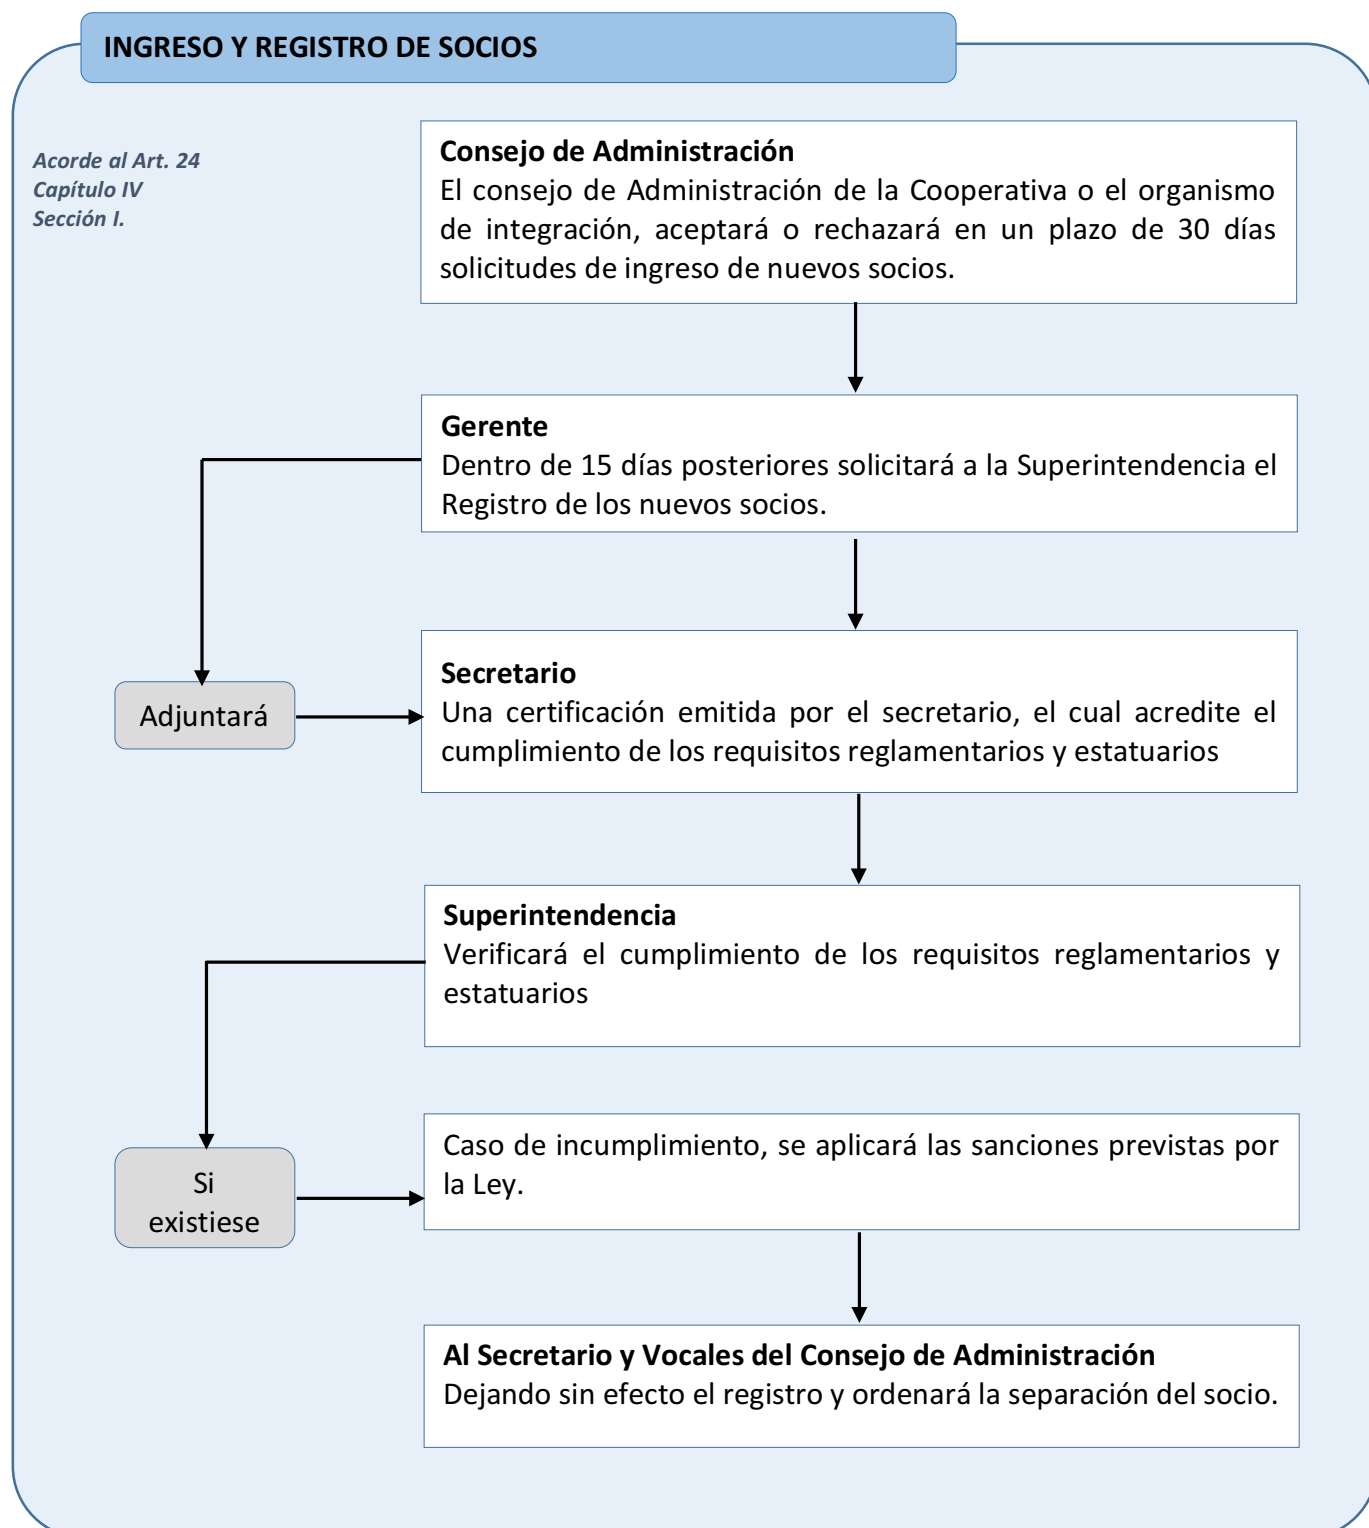 INGRESO Y REGISTRO DE SOCIOS
Acorde al Art. 24
Capítulo IV
Sección I.
Consejo de Administración
El consejo de Administración de la Cooperativa o el organismo
de integración, aceptará o rechazará en un plazo de 30 días
solicitudes de ingreso de nuevos socios.
Gerente
Dentro de 15 días posteriores solicitará a la Superintendencia el
Registro de los nuevos socios.
Adjuntará
Secretario
Una certificación emitida por el secretario, el cual acredite el
cumplimiento de los requisitos reglamentarios y estatuarios
Superintendencia
Verificará el cumplimiento de los requisitos reglamentarios y
estatuarios
Si
existiese
Caso de incumplimiento, se aplicará las sanciones previstas por
la Ley.
Al Secretario y Vocales del Consejo de Administración
Dejando sin efecto el registro y ordenará la separación del socio.